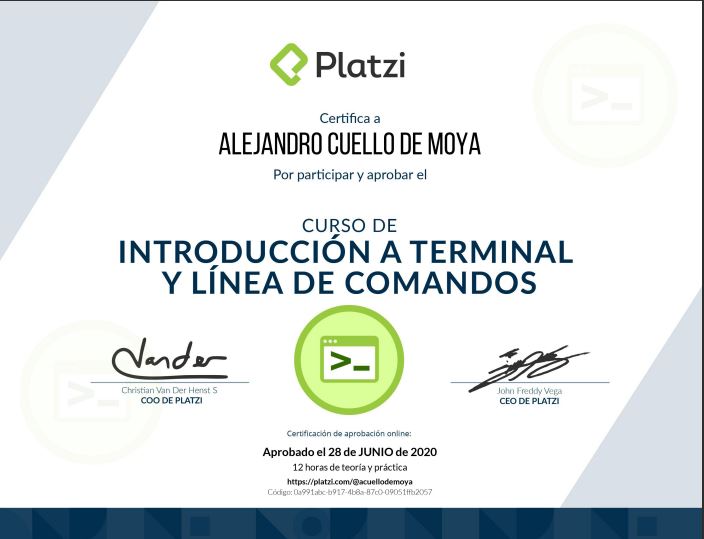 Platzi
Certifica a
ALEJANDRO CUELLO DE MOYA
Por participar y aprobar el
CURSO DE
INTRODUCCIÓN A TERMINAL
Y LÍNEA DE COMANDOS
>_
Christian Van Der Henst S
COO DE PLATZI
John Freddy Vega
CEO DE PLATZI
Certificación de aprobación online:
Aprobado el 28 de JUNIO de 2020
12 horas de teoría y práctica
https://platzi.com/@acuellodemoya
Código: 0a991abc-b917-4b8a-87c0-09051ffb2057